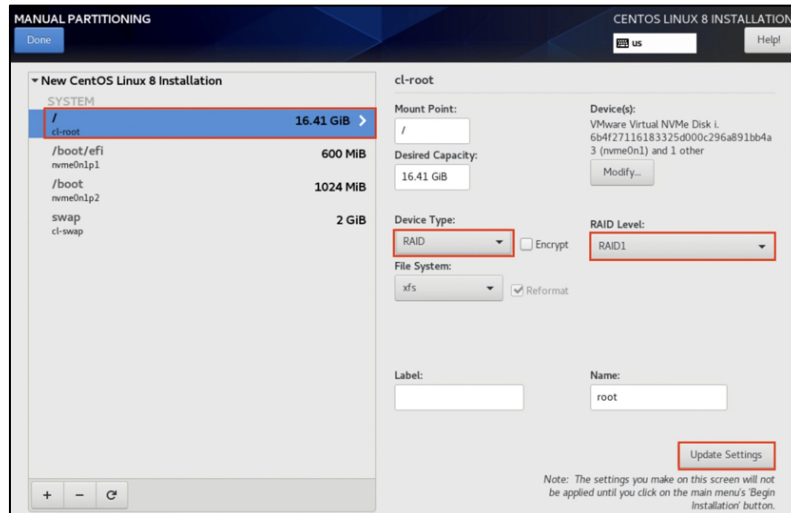 MANUAL PARTITIONING
CENTOS LINUX 8 INSTALLATION
Done
us
Help!
New CentOS Linux 8 Installation
SYSTEM
/
16.41 GiB
cl-root
/boot/efi
600 MiB
nvme0n1p1
/boot
1024 MiB
nvme0n1p2
swap
2 GiB
cl-swap
+
−
cl-root
Mount Point:
/
Desired Capacity:
16.41 GiB
Device(s):
VMware Virtual NVMe Disk i.
6b4f27116183325d000c296a891bb4a
3 (nvme0n1) and 1 other
Modify...
Device Type:
RAID
Encrypt
RAID Level:
RAID1
File System:
xfs
Reformat
Label:
Name:
root
Update Settings
Note: The settings you make on this screen will not
be applied until you click on the main menu's 'Begin
Installation' button.